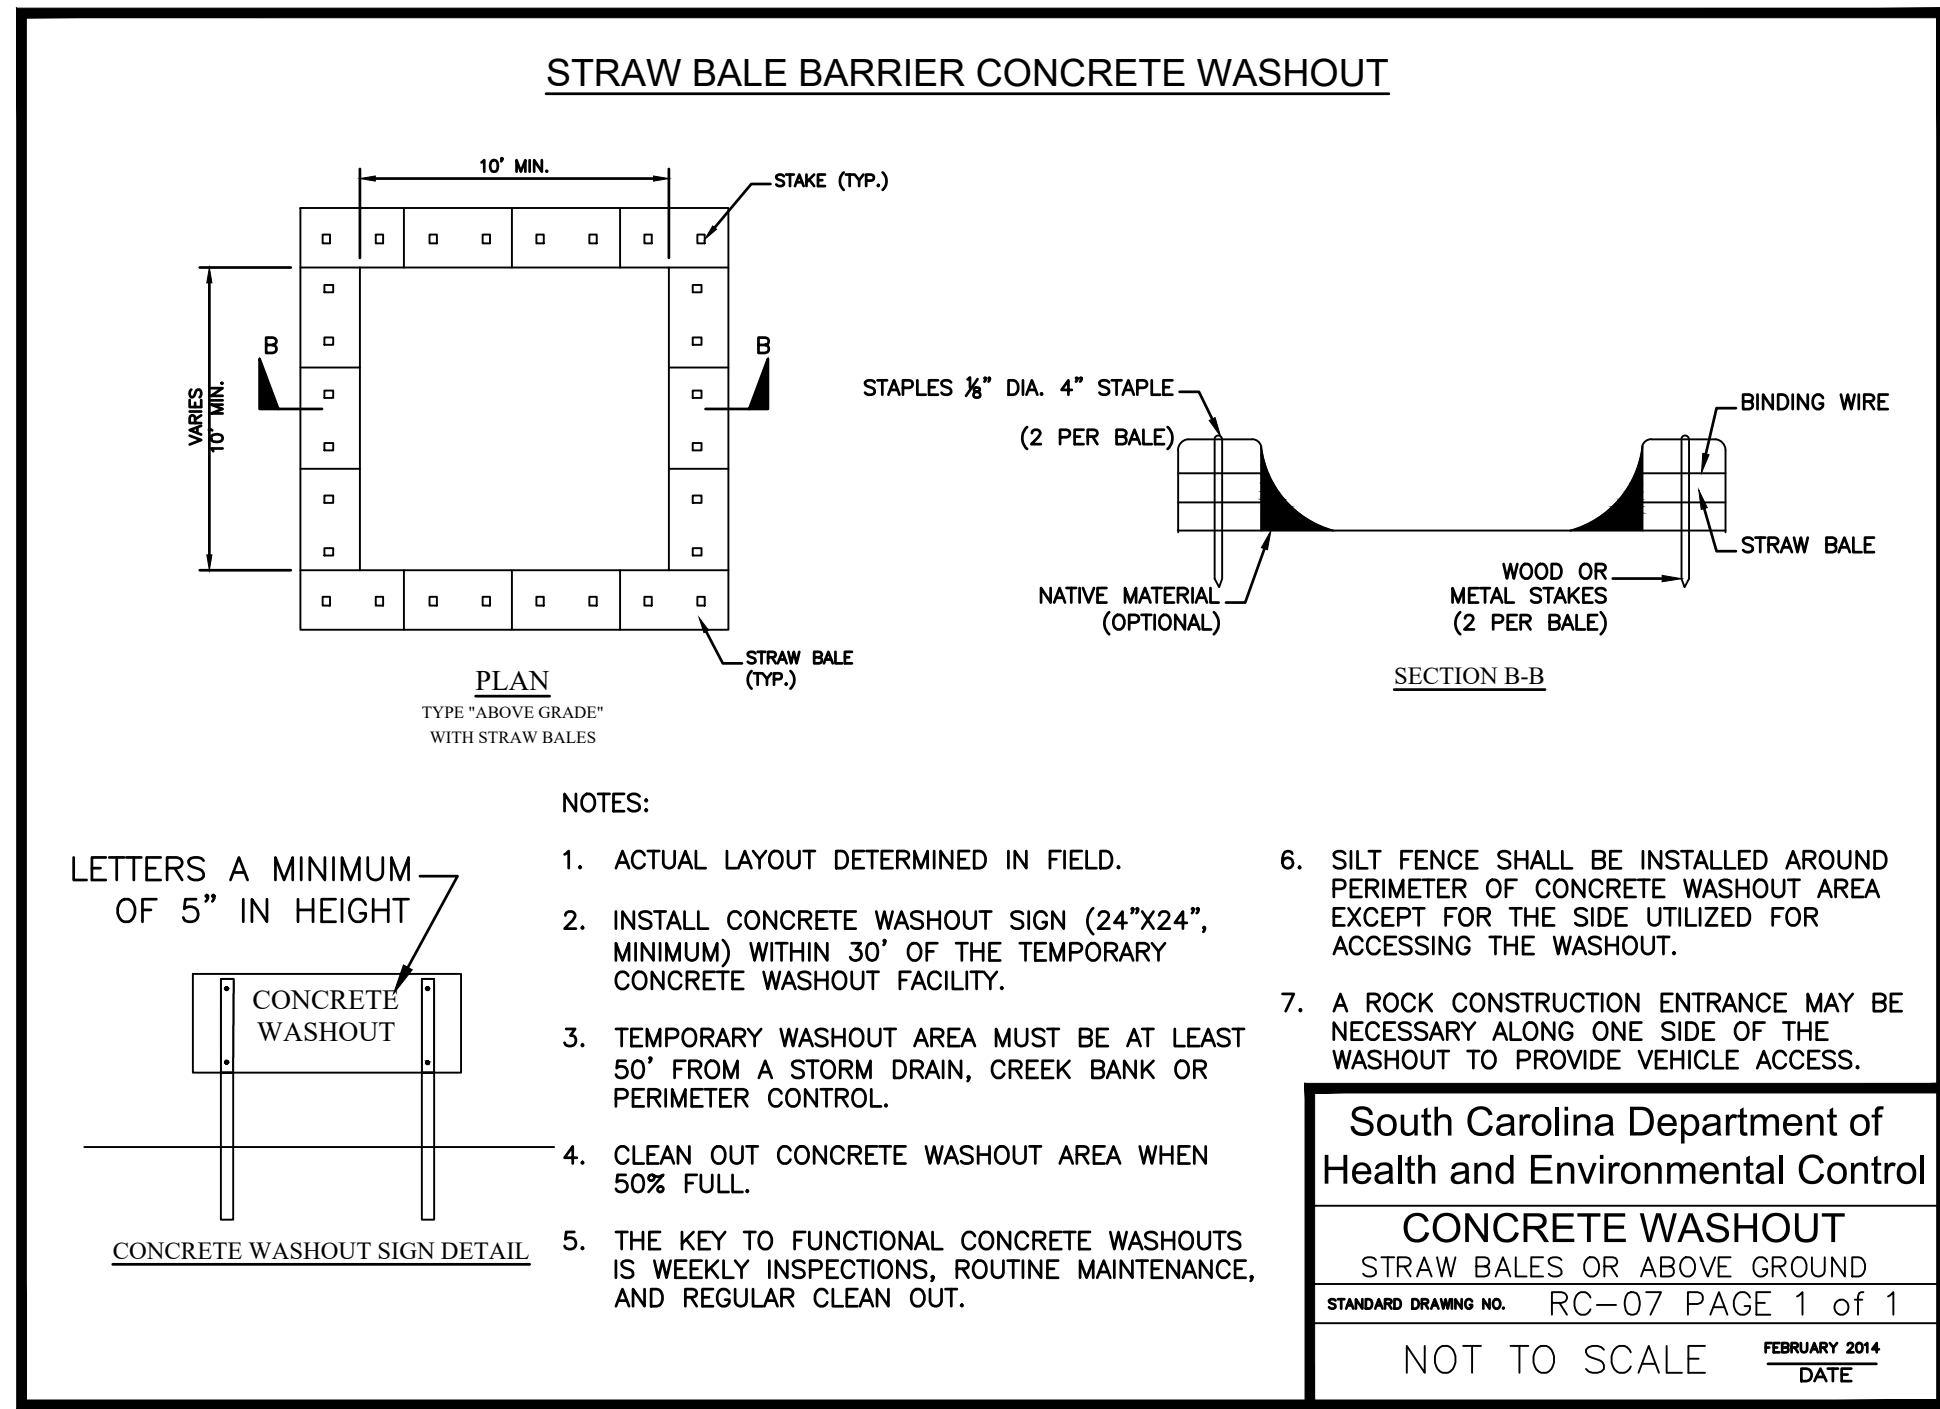 STRAW BALE BARRIER CONCRETE WASHOUT
10' MIN.
STAKE (TYP.)
B
B
VARIES
10' MIN.
STRAW BALE
(TYP.)
PLAN
TYPE "ABOVE GRADE"
WITH STRAW BALES
STAPLES ⅛" DIA. 4" STAPLE
(2 PER BALE)
BINDING WIRE
STRAW BALE
WOOD OR
METAL STAKES
(2 PER BALE)
NATIVE MATERIAL
(OPTIONAL)
SECTION B-B
LETTERS A MINIMUM
OF 5" IN HEIGHT
CONCRETE
WASHOUT
CONCRETE WASHOUT SIGN DETAIL
NOTES:
1. ACTUAL LAYOUT DETERMINED IN FIELD.
2. INSTALL CONCRETE WASHOUT SIGN (24"X24",
MINIMUM) WITHIN 30' OF THE TEMPORARY
CONCRETE WASHOUT FACILITY.
3. TEMPORARY WASHOUT AREA MUST BE AT LEAST
50' FROM A STORM DRAIN, CREEK BANK OR
PERIMETER CONTROL.
4. CLEAN OUT CONCRETE WASHOUT AREA WHEN
50% FULL.
5. THE KEY TO FUNCTIONAL CONCRETE WASHOUTS
IS WEEKLY INSPECTIONS, ROUTINE MAINTENANCE,
AND REGULAR CLEAN OUT.
6. SILT FENCE SHALL BE INSTALLED AROUND
PERIMETER OF CONCRETE WASHOUT AREA
EXCEPT FOR THE SIDE UTILIZED FOR
ACCESSING THE WASHOUT.
7. A ROCK CONSTRUCTION ENTRANCE MAY BE
NECESSARY ALONG ONE SIDE OF THE
WASHOUT TO PROVIDE VEHICLE ACCESS.
South Carolina Department of
Health and Environmental Control
CONCRETE WASHOUT
STRAW BALES OR ABOVE GROUND
STANDARD DRAWING NO. RC-07 PAGE 1 of 1
NOT TO SCALE
FEBRUARY 2014
DATE